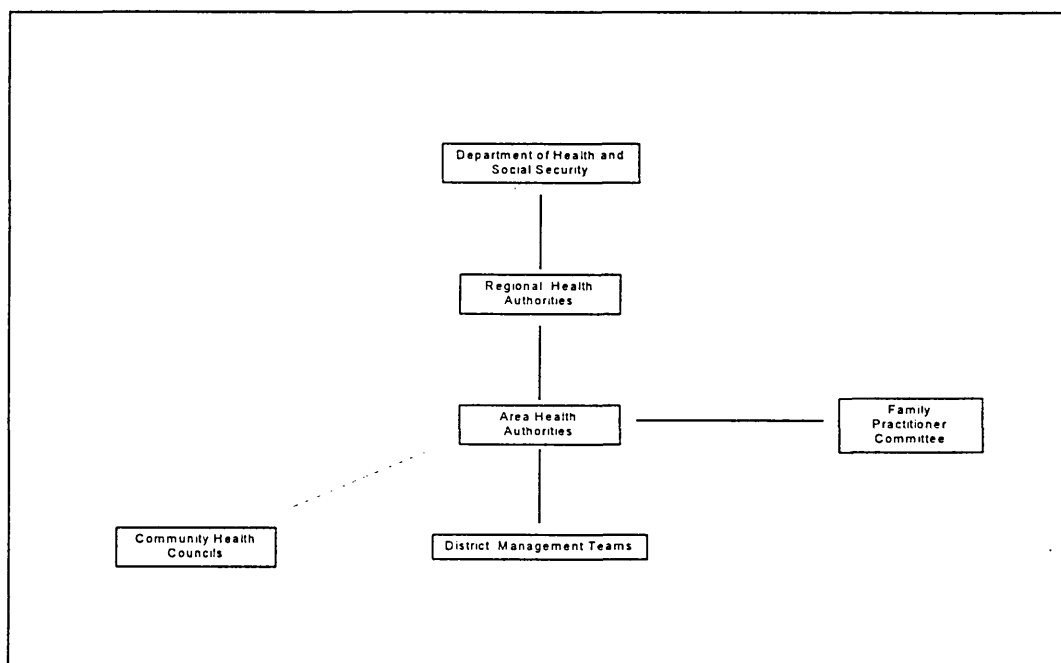 Department of Health and
Social Security
Regional Health
Authorities
Area Health
Authorities
Family
Practitioner
Committee
Community Health
Councils
District Management Teams